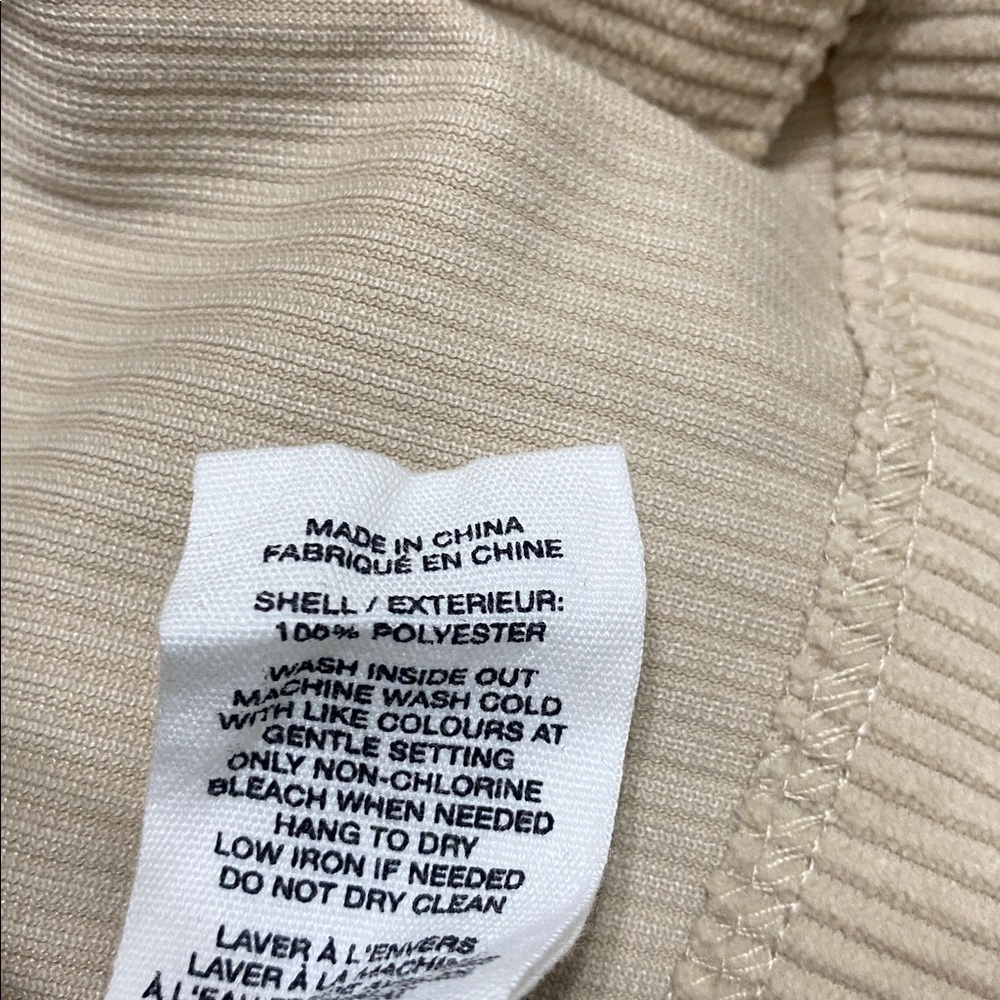 MADE IN CHINA
FABRIQUÉ EN CHINE
SHELL / EXTERIEUR:
100% POLYESTER
WASH INSIDE OUT
MACHINE WASH COLD
WITH LIKE COLOURS AT
GENTLE SETTING
ONLY NON-CHLORINE
BLEACH WHEN NEEDED
HANG TO DRY
LOW IRON IF NEEDED
DO NOT DRY CLEAN
LAVER À L'ENVERS
LAVER À LA MACHINE
À L'EAU